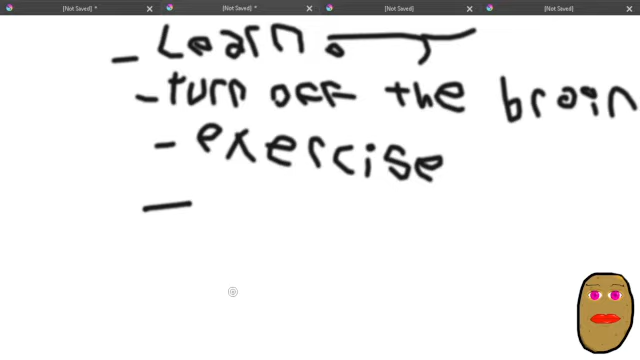 [Not Saved] * [Not Saved] * [Not Saved] [Not Saved]
- Learn.
- turn off the brain
- exercise
-